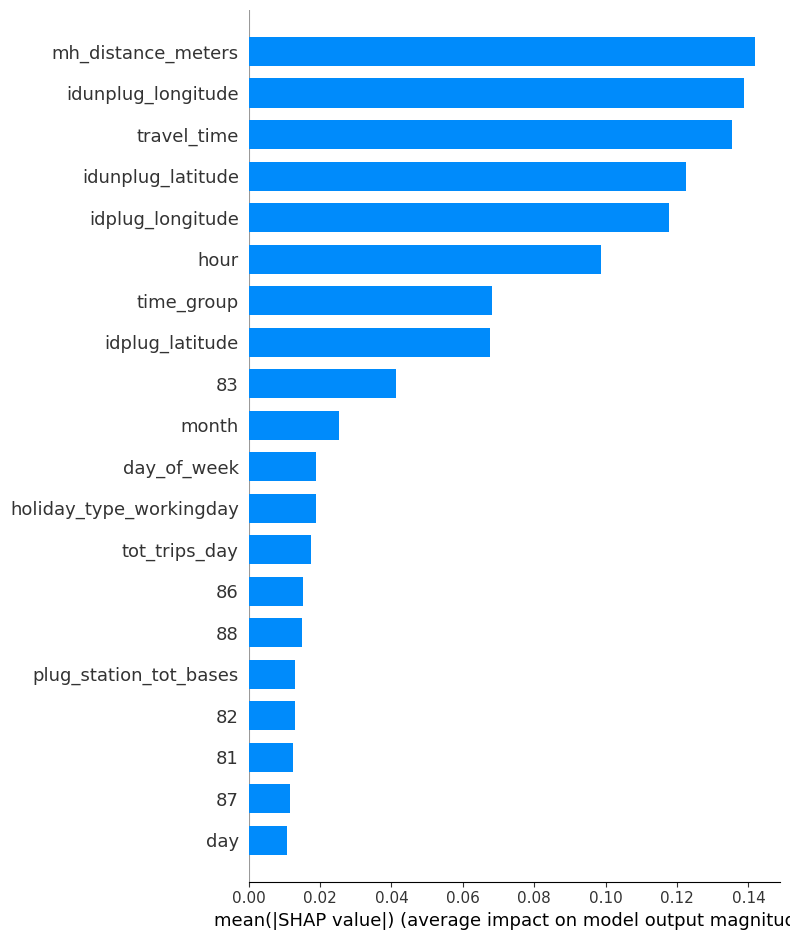 mh_distance_meters
idunplug_longitude
travel_time
idunplug_latitude
idplug_longitude
hour
time_group
idplug_latitude
83
month
day_of_week
holiday_type_workingday
tot_trips_day
86
88
plug_station_tot_bases
82
81
87
day
0.00 0.02 0.04 0.06 0.08 0.10 0.12 0.14
mean(|SHAP value|) (average impact on model output magnitud